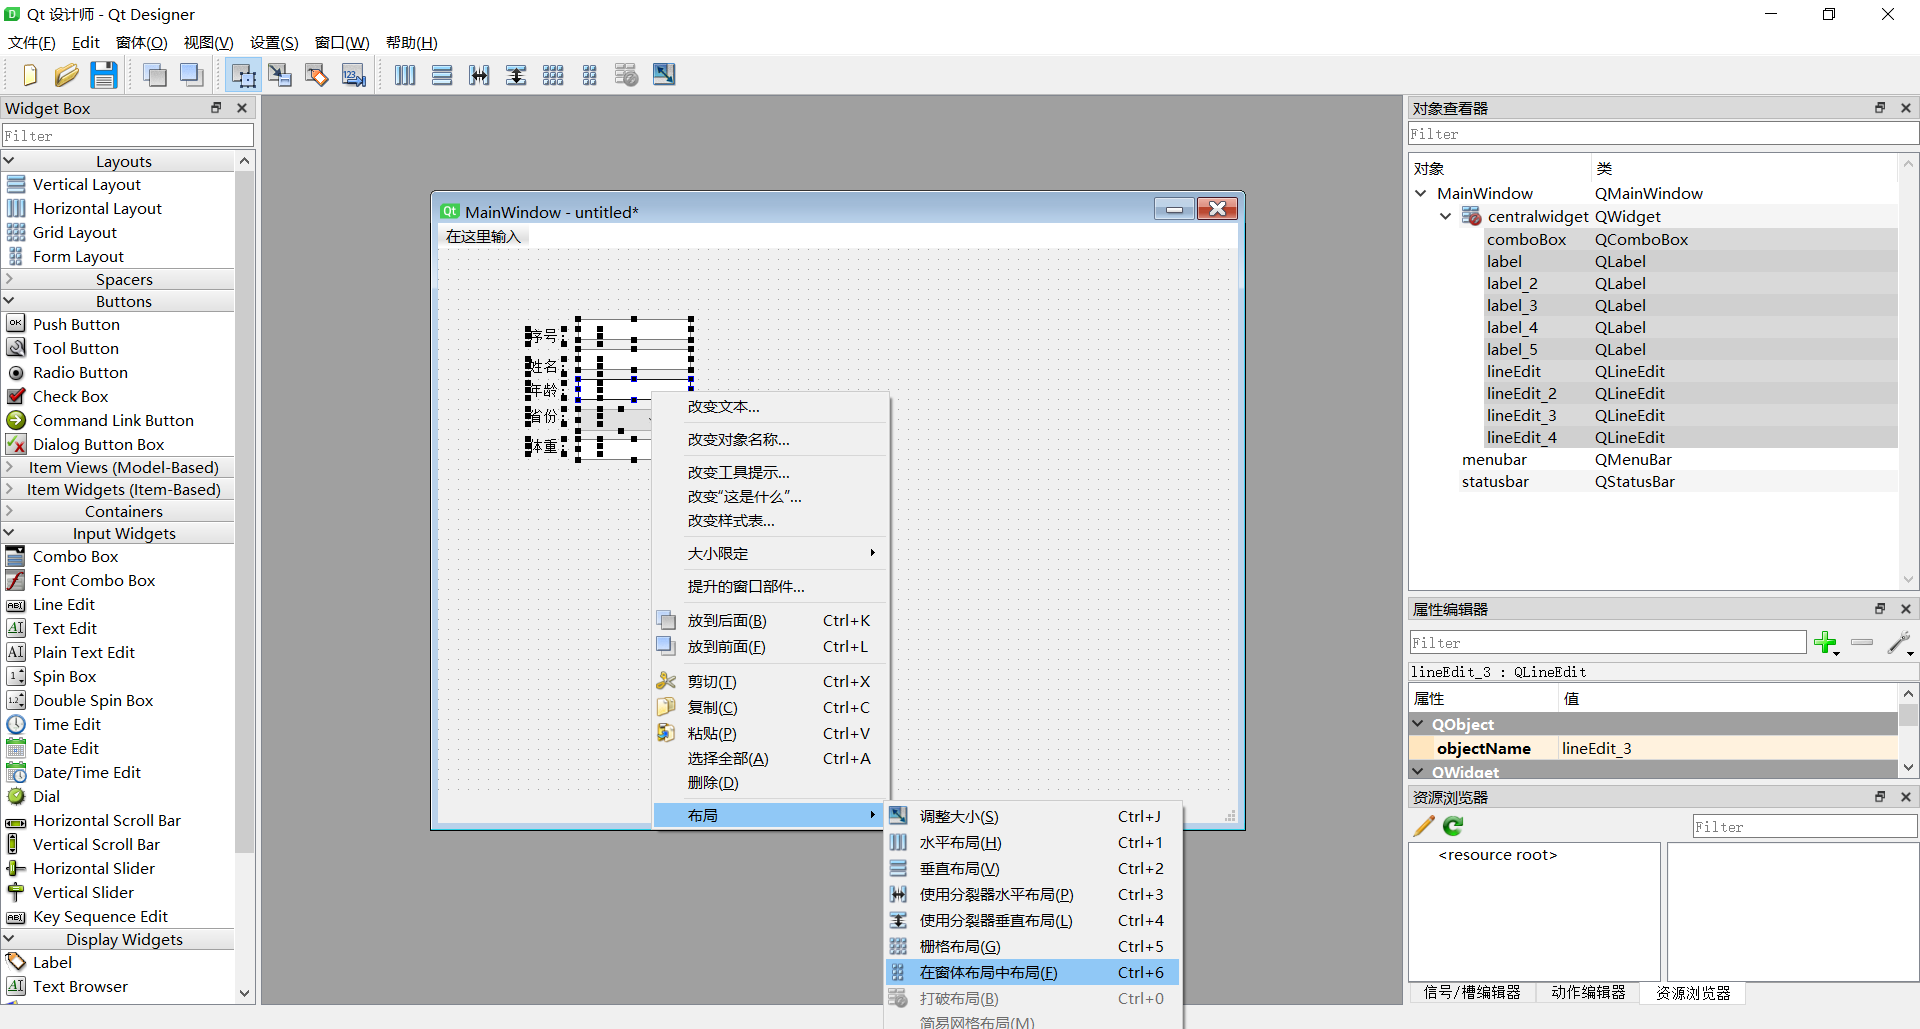 Qt 设计师 - Qt Designer
文件(F) Edit 窗体(O) 视图(V) 设置(S) 窗口(W) 帮助(H)
Widget Box
Filter
Layouts
Vertical Layout
Horizontal Layout
Grid Layout
Form Layout
Spacers
Buttons
Push Button
Tool Button
Radio Button
Check Box
Command Link Button
Dialog Button Box
Item Views (Model-Based)
Item Widgets (Item-Based)
Containers
Input Widgets
Combo Box
Font Combo Box
Line Edit
Text Edit
Plain Text Edit
Spin Box
Double Spin Box
Time Edit
Date Edit
Date/Time Edit
Dial
Horizontal Scroll Bar
Vertical Scroll Bar
Horizontal Slider
Vertical Slider
Key Sequence Edit
Display Widgets
Label
Text Browser
MainWindow - untitled*
在这里输入
序号:
姓名:
年龄:
省份:
体重:
改变文本...
改变对象名称...
改变工具提示...
改变“这是什么”...
改变样式表...
大小限定
提升的窗口部件...
放到后面(B) Ctrl+K
放到前面(F) Ctrl+L
剪切(T) Ctrl+X
复制(C) Ctrl+C
粘贴(P) Ctrl+V
选择全部(A) Ctrl+A
删除(D)
布局
调整大小(S) Ctrl+J
水平布局(H) Ctrl+1
垂直布局(V) Ctrl+2
使用分裂器水平布局(P) Ctrl+3
使用分裂器垂直布局(L) Ctrl+4
栅格布局(G) Ctrl+5
在窗体布局中布局(F) Ctrl+6
打破布局(B) Ctrl+0
简易网格布局(M)
对象查看器
Filter
对象 类
MainWindow QMainWindow
centralwidget QWidget
comboBox QComboBox
label QLabel
label_2 QLabel
label_3 QLabel
label_4 QLabel
label_5 QLabel
lineEdit QLineEdit
lineEdit_2 QLineEdit
lineEdit_3 QLineEdit
lineEdit_4 QLineEdit
menubar QMenuBar
statusbar QStatusBar
属性编辑器
Filter
lineEdit_3 : QLineEdit
属性 值
QObject
objectName lineEdit_3
QWidget
资源浏览器
Filter
<resource root>
信号/槽编辑器 动作编辑器 资源浏览器